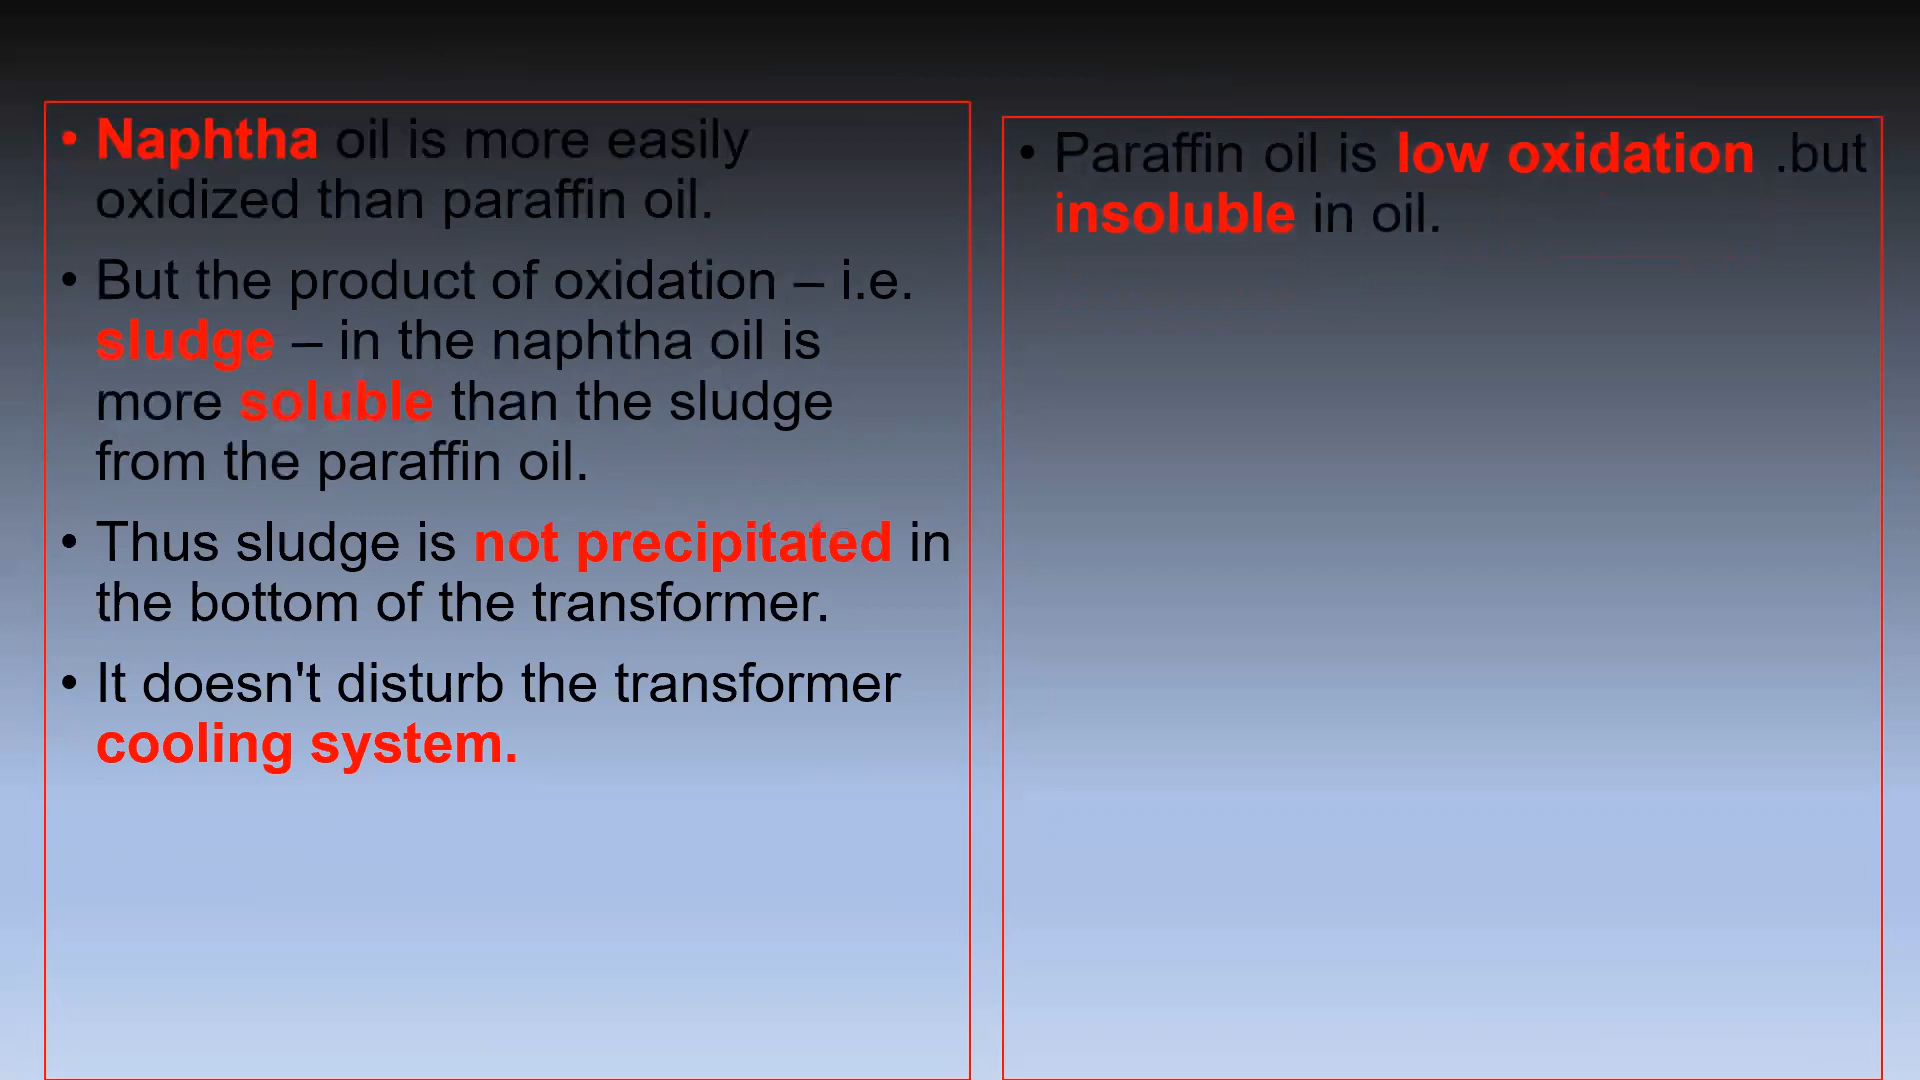 • Naphtha oil is more easily
oxidized than paraffin oil.
• But the product of oxidation – i.e.
sludge – in the naphtha oil is
more soluble than the sludge
from the paraffin oil.
• Thus sludge is not precipitated in
the bottom of the transformer.
• It doesn't disturb the transformer
cooling system.
• Paraffin oil is low oxidation .but
insoluble in oil.